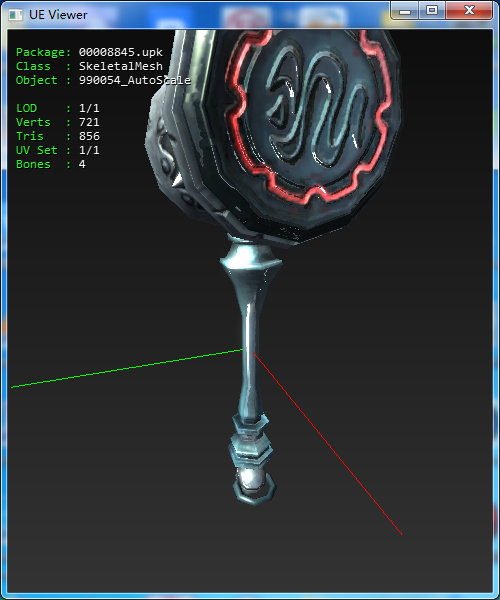 UE Viewer
Package: 00008845.upk
Class : SkeletalMesh
Object : 990054_AutoScale
LOD : 1/1
Verts : 721
Tris : 856
UV Set : 1/1
Bones : 4